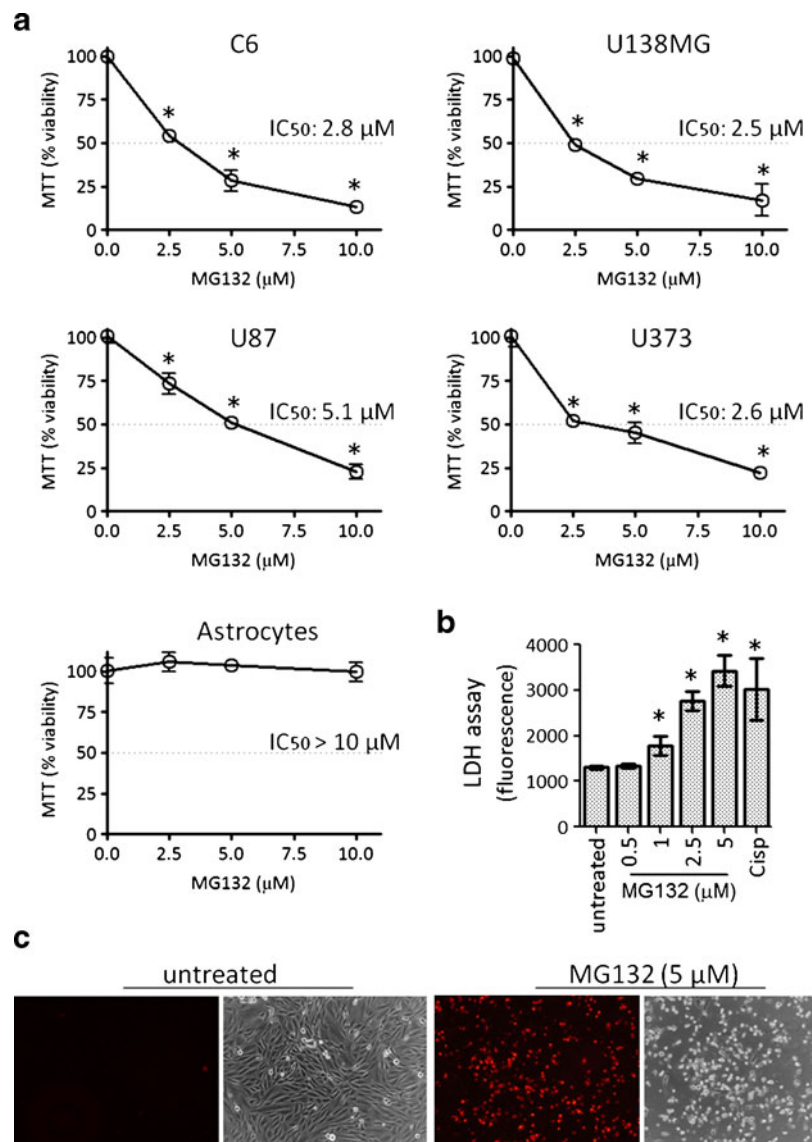 a
C6
MTT (% viability)
100
75
50
25
0
IC50: 2.8 μM
*
*
*
0.0 2.5 5.0 7.5 10.0
MG132 (μM)
U138MG
MTT (% viability)
100
75
50
25
0
IC50: 2.5 μM
*
*
*
0.0 2.5 5.0 7.5 10.0
MG132 (μM)
U87
MTT (% viability)
100
75
50
25
0
IC50: 5.1 μM
*
*
*
0.0 2.5 5.0 7.5 10.0
MG132 (μM)
U373
MTT (% viability)
100
75
50
25
0
IC50: 2.6 μM
*
*
*
0.0 2.5 5.0 7.5 10.0
MG132 (μM)
Astrocytes
MTT (% viability)
100
75
50
25
0
IC50 > 10 μM
0.0 2.5 5.0 7.5 10.0
MG132 (μM)
b
LDH assay
(fluorescence)
4000
3000
2000
1000
0
*
*
*
*
untreated 0.5 1 2.5 5 Cisp
MG132 (μM)
c
untreated
MG132 (5 μM)